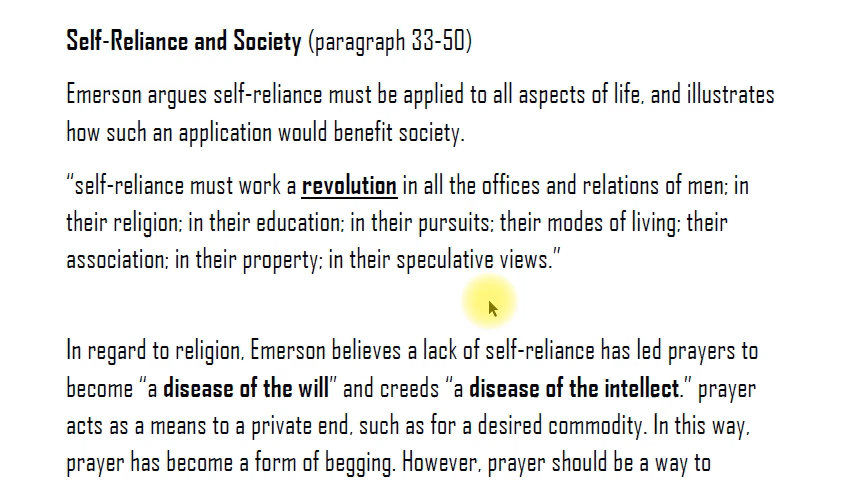 Self-Reliance and Society (paragraph 33-50)
Emerson argues self-reliance must be applied to all aspects of life, and illustrates
how such an application would benefit society.
“self-reliance must work a revolution in all the offices and relations of men; in
their religion; in their education; in their pursuits; their modes of living; their
association; in their property; in their speculative views.”
In regard to religion, Emerson believes a lack of self-reliance has led prayers to
become “a disease of the will” and creeds “a disease of the intellect.” prayer
acts as a means to a private end, such as for a desired commodity. In this way,
prayer has become a form of begging. However, prayer should be a way to